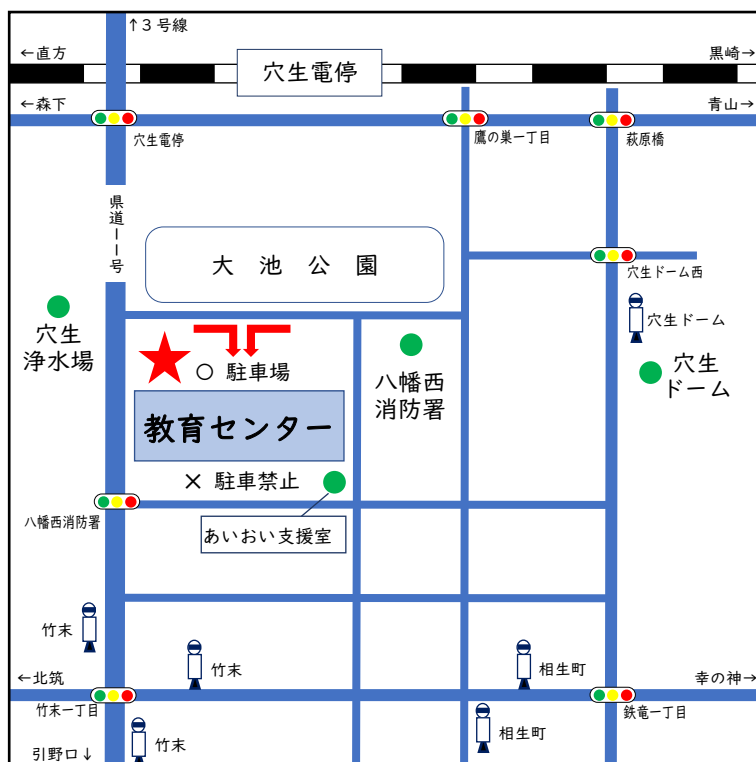 ↑3号線
←直方
黒崎→
穴生電停
←森下
青山→
穴生電停
鷹の巣一丁目
萩原橋
県道一一号
大池公園
穴生ドーム西
穴生ドーム
穴生
浄水場
○ 駐車場
八幡西
消防署
穴生
ドーム
教育センター
× 駐車禁止
八幡西消防署
あいおい支援室
竹末
竹末
相生町
←北筑
幸の神→
竹末一丁目
鉄竜一丁目
竹末
相生町
引野口↓